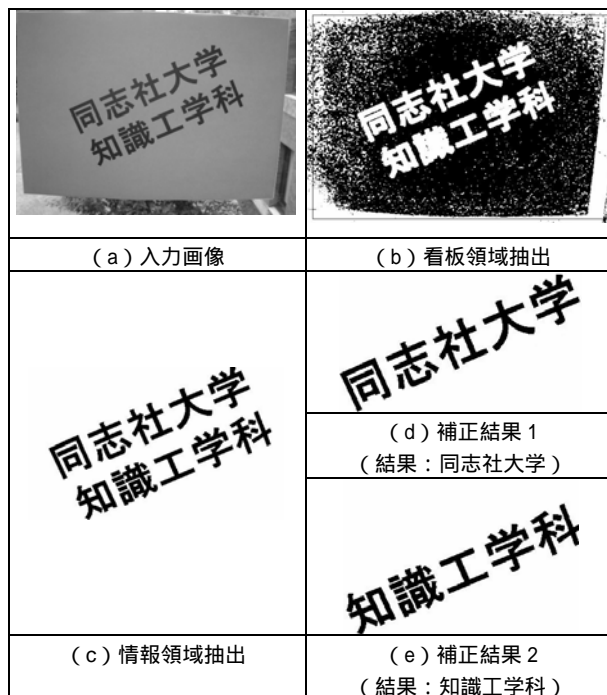 同志社大学
知識工学科
同志社大学
知識工学科
(a)入力画像
(b)看板領域抽出
同志社大学
知識工学科
(c)情報領域抽出
同志社大学
(d)補正結果1
(結果:同志社大学)
知識工学科
(e)補正結果2
(結果:知識工学科)